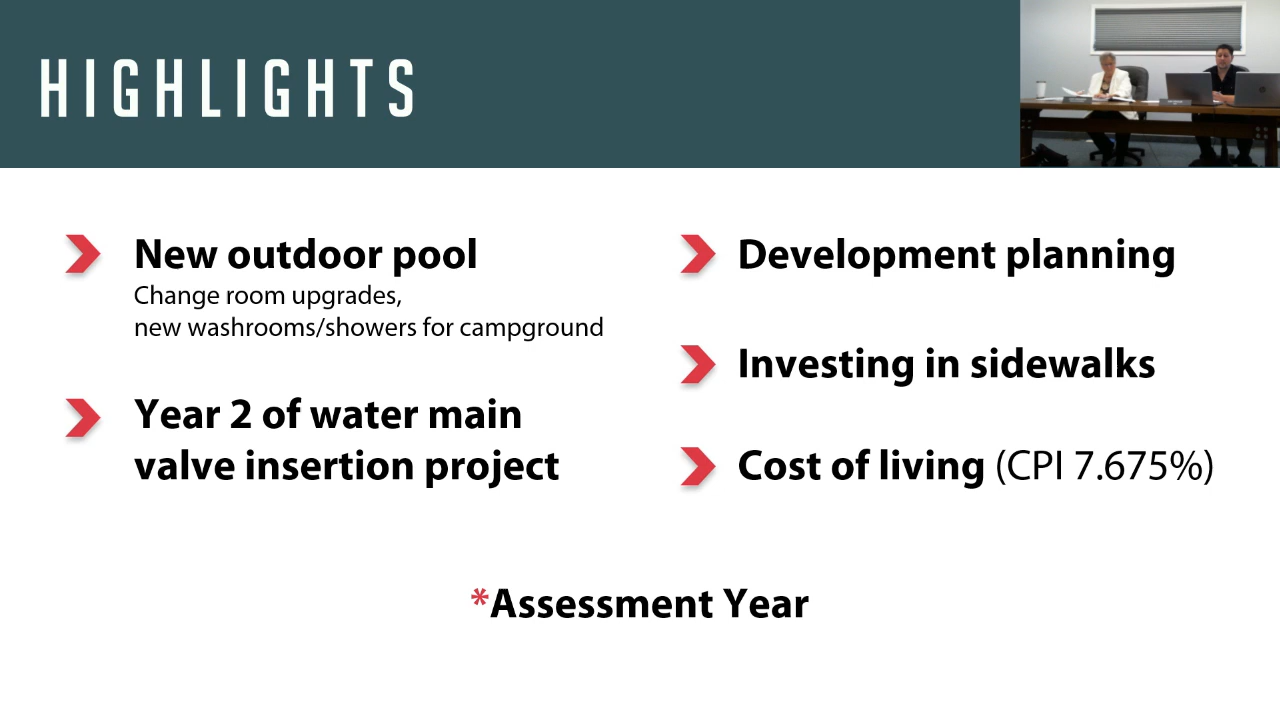 HIGHLIGHTS
New outdoor pool
Change room upgrades,
new washrooms/showers for campground
Year 2 of water main
valve insertion project
Development planning
Investing in sidewalks
Cost of living (CPI 7.675%)
*Assessment Year